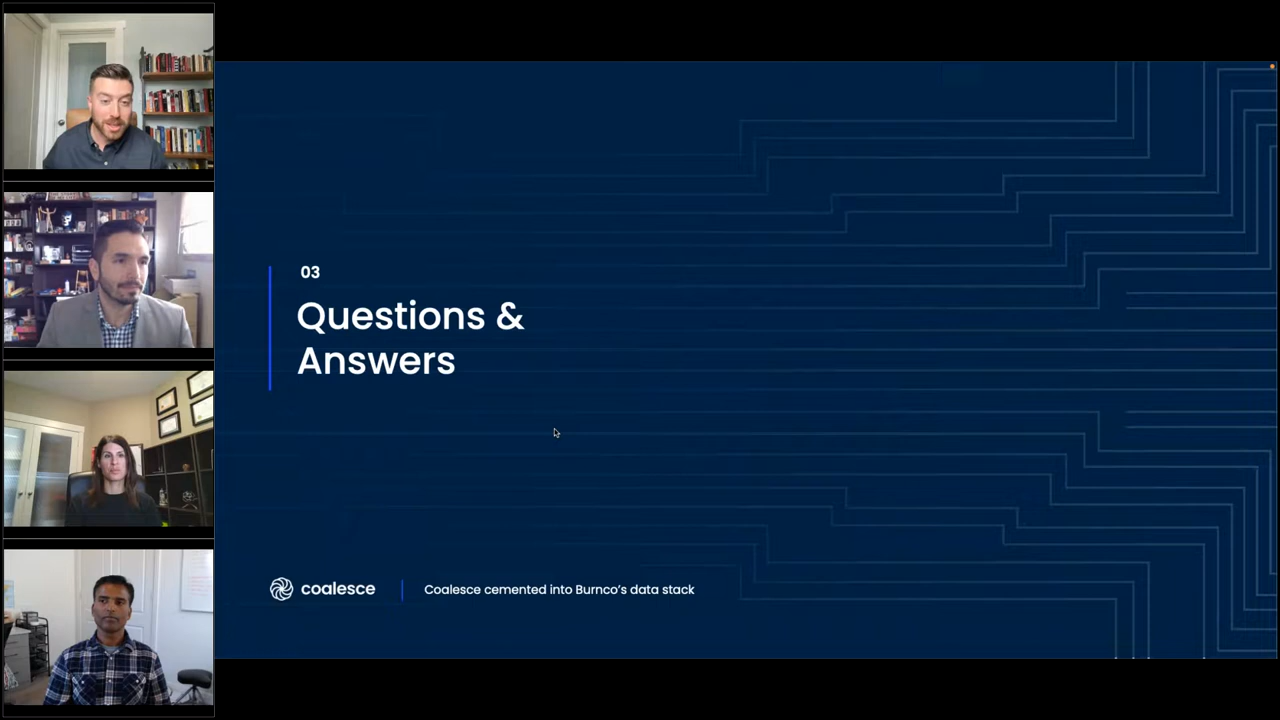 03
Questions &
Answers
coalesce
Coalesce cemented into Burnco's data stack